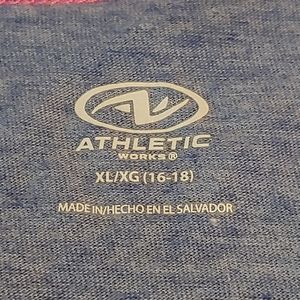 ATHLETIC
WORKS®
XL/XG (16-18)
MADE IN/HECHO EN EL SALVADOR